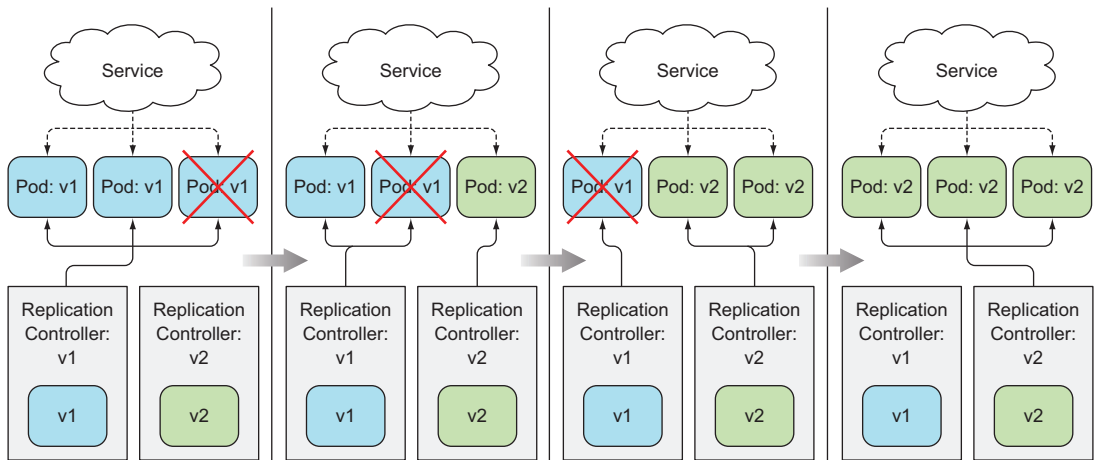 Service
Pod: v1 Pod: v1 Pod: v1
Replication Controller: v1
Replication Controller: v2
v1
v2
Service
Pod: v1 Pod: v1 Pod: v2
Replication Controller: v1
Replication Controller: v2
v1
v2
Service
Pod: v1 Pod: v2 Pod: v2
Replication Controller: v1
Replication Controller: v2
v1
v2
Service
Pod: v2 Pod: v2 Pod: v2
Replication Controller: v1
Replication Controller: v2
v1
v2